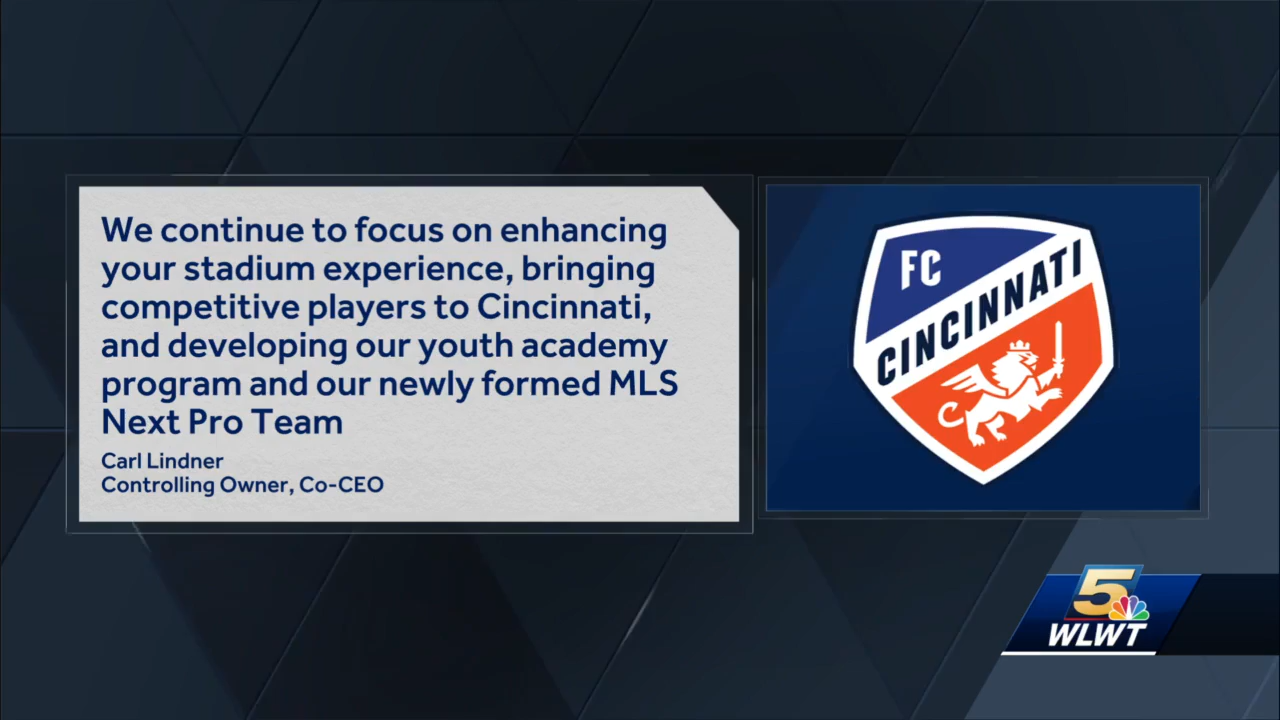 We continue to focus on enhancing
your stadium experience, bringing
competitive players to Cincinnati,
and developing our youth academy
program and our newly formed MLS
Next Pro Team
Carl Lindner
Controlling Owner, Co-CEO
FC
CINCINNATI
5
WLWT